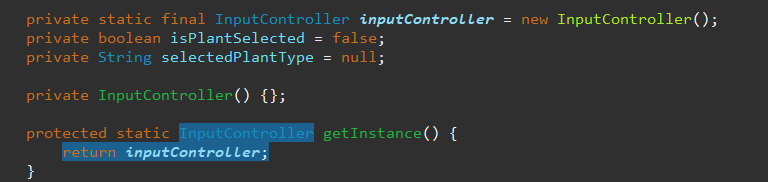 private static final InputController inputController = new InputController();
private boolean isPlantSelected = false;
private String selectedPlantType = null;
private InputController() {};
protected static InputController getInstance() {
return inputController;
}